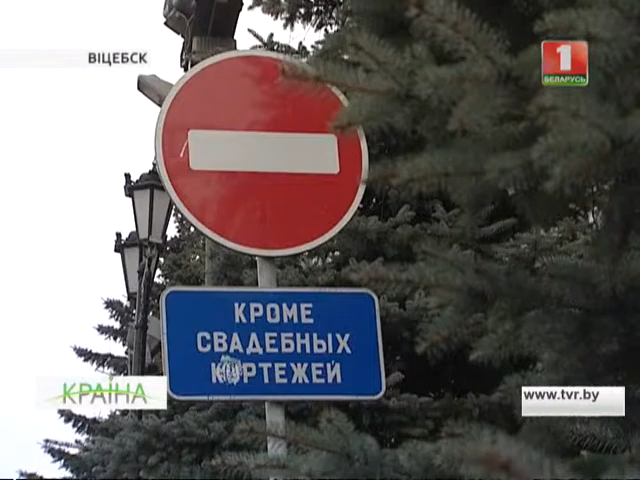 ВІЦЕБСК
1
БЕЛАРУСЬ
КРОМЕ
СВАДЕБНЫХ
КОРТЕЖЕЙ
КРАІНА
www.tvr.by